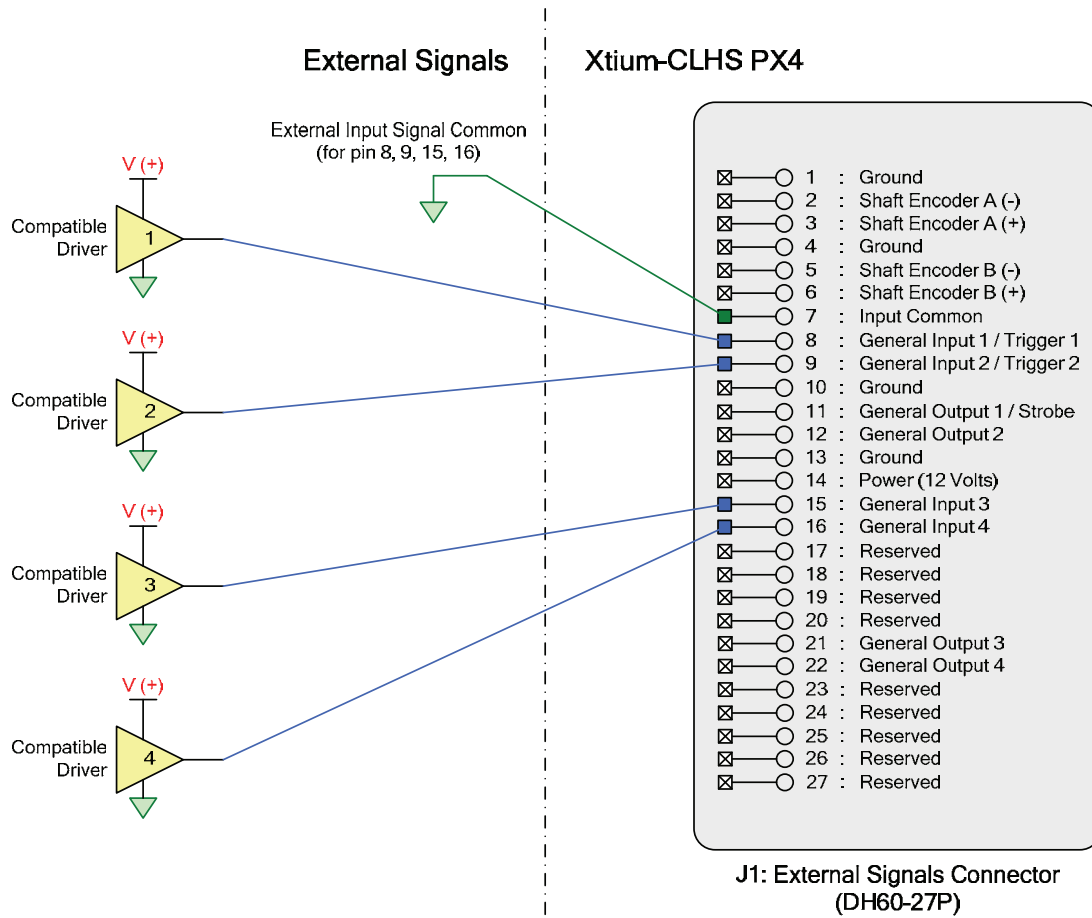 External Signals
Xtium-CLHS PX4
External Input Signal Common
(for pin 8, 9, 15, 16)
V (+)
Compatible
Driver
1
V (+)
Compatible
Driver
2
V (+)
Compatible
Driver
3
V (+)
Compatible
Driver
4
1 : Ground
2 : Shaft Encoder A (-)
3 : Shaft Encoder A (+)
4 : Ground
5 : Shaft Encoder B (-)
6 : Shaft Encoder B (+)
7 : Input Common
8 : General Input 1 / Trigger 1
9 : General Input 2 / Trigger 2
10 : Ground
11 : General Output 1 / Strobe
12 : General Output 2
13 : Ground
14 : Power (12 Volts)
15 : General Input 3
16 : General Input 4
17 : Reserved
18 : Reserved
19 : Reserved
20 : Reserved
21 : General Output 3
22 : General Output 4
23 : Reserved
24 : Reserved
25 : Reserved
26 : Reserved
27 : Reserved
J1: External Signals Connector
(DH60-27P)